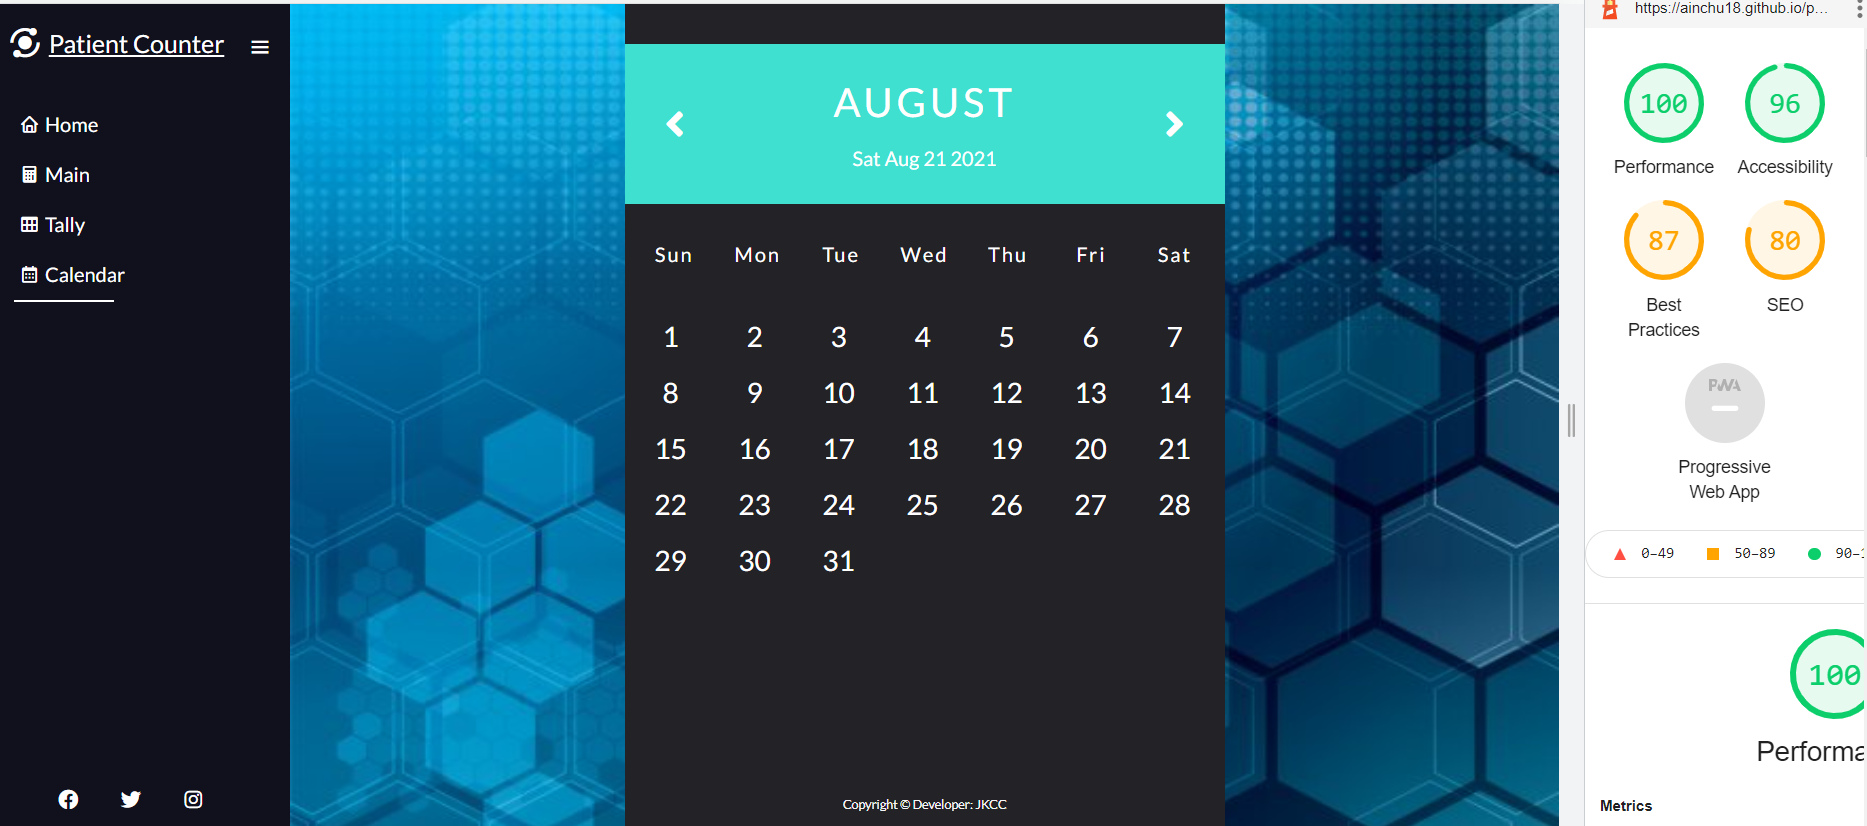 Patient Counter
Home
Main
Tally
Calendar
AUGUST
Sat Aug 21 2021
Sun Mon Tue Wed Thu Fri Sat
1 2 3 4 5 6 7
8 9 10 11 12 13 14
15 16 17 18 19 20 21
22 23 24 25 26 27 28
29 30 31
Copyright © Developer: JKCC
https://ainchu18.github.io/p...
100 96
Performance Accessibility
87 80
Best Practices SEO
PWA
Progressive
Web App
0–49 50–89 90–
100
Performa
Metrics